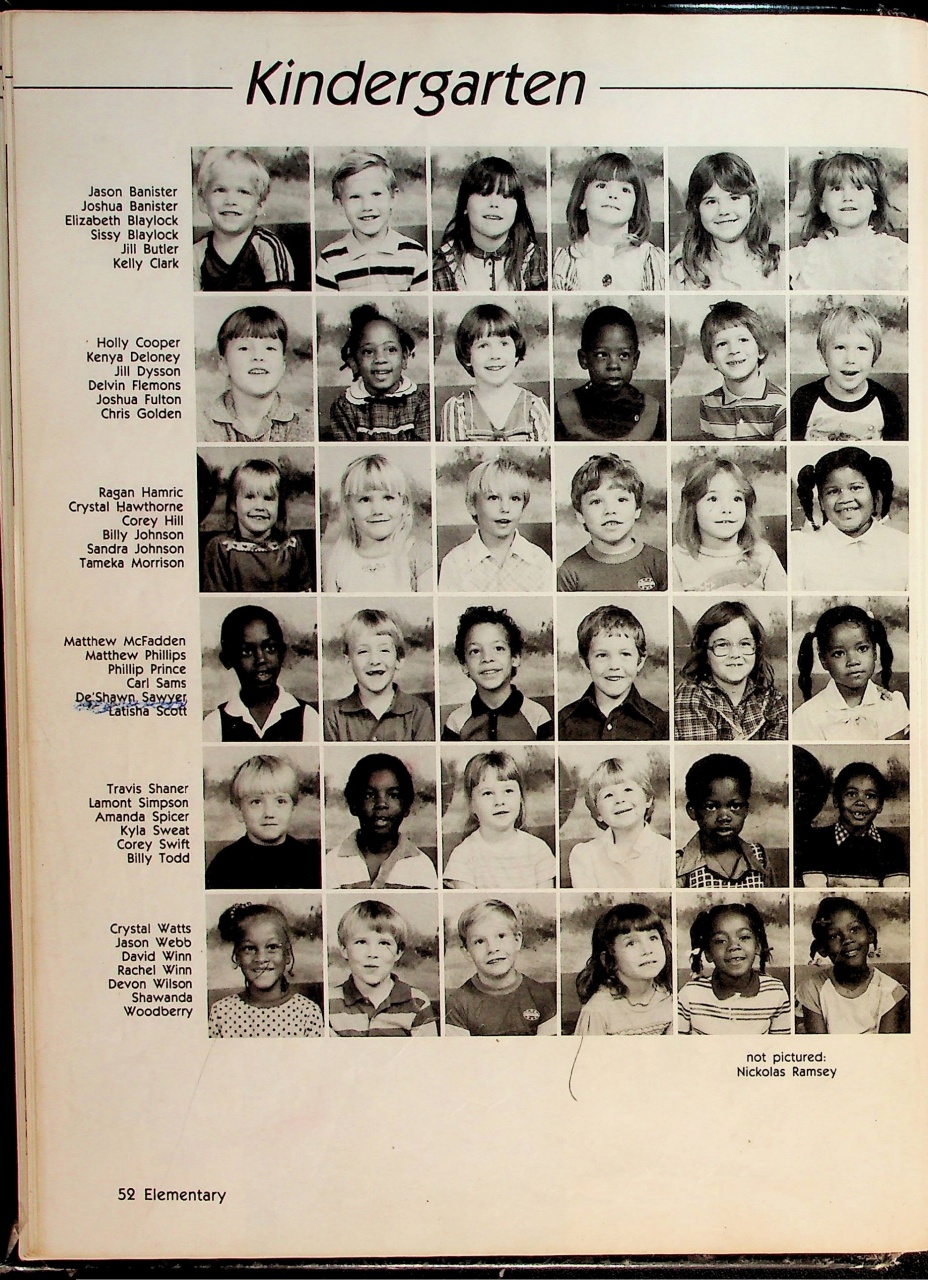 Kindergarten
Jason Banister
Joshua Banister
Elizabeth Blaylock
Sissy Blaylock
Jill Butler
Kelly Clark
Holly Cooper
Kenya Deloney
Jill Dysson
Delvin Flemons
Joshua Fulton
Chris Golden
Ragan Hamric
Crystal Hawthorne
Corey Hill
Billy Johnson
Sandra Johnson
Tameka Morrison
Matthew McFadden
Matthew Phillips
Phillip Prince
Carl Sams
De'Shawn Sawyer
Latisha Scott
Travis Shaner
Lamont Simpson
Amanda Spicer
Kyla Sweat
Corey Swift
Billy Todd
Crystal Watts
Jason Webb
David Winn
Rachel Winn
Devon Wilson
Shawanda
Woodberry
not pictured:
Nickolas Ramsey
52 Elementary